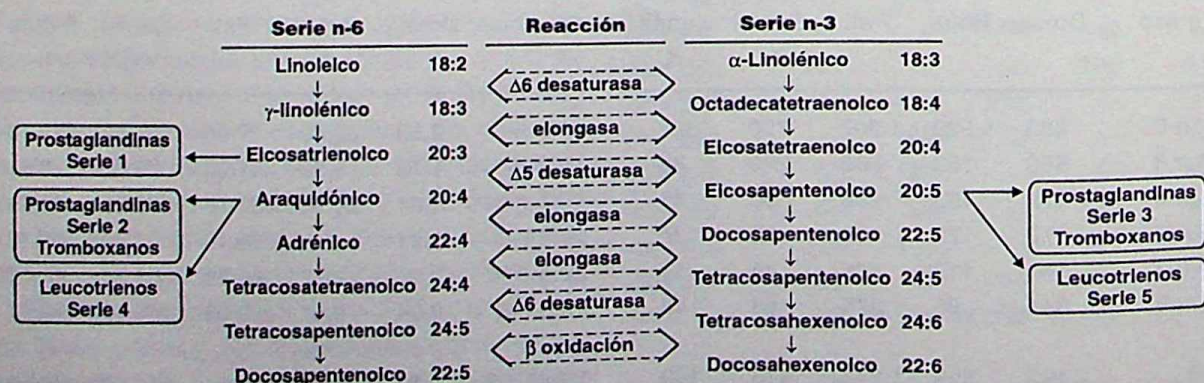 Serie n-6
Linoleico 18:2
↓
γ-linolénico 18:3
↓
Eicosatrienoico 20:3
↓
Araquidónico 20:4
↓
Adrénico 22:4
↓
Tetracosatetraenoico 24:4
↓
Tetracosapentenoico 24:5
↓
Docosapentenoico 22:5
Prostaglandinas
Serie 1
Prostaglandinas
Serie 2
Tromboxanos
Leucotrienos
Serie 4
Reacción
Δ6 desaturasa
elongasa
Δ5 desaturasa
elongasa
elongasa
Δ6 desaturasa
β oxidación
Serie n-3
α-Linolénico 18:3
↓
Octadecatetraenoico 18:4
↓
Eicosatetraenoico 20:4
↓
Eicosapentenoico 20:5
↓
Docosapentenoico 22:5
↓
Tetracosapentenoico 24:5
↓
Tetracosahexenoico 24:6
↓
Docosahexenoico 22:6
Prostaglandinas
Serie 3
Tromboxanos
Leucotrienos
Serie 5